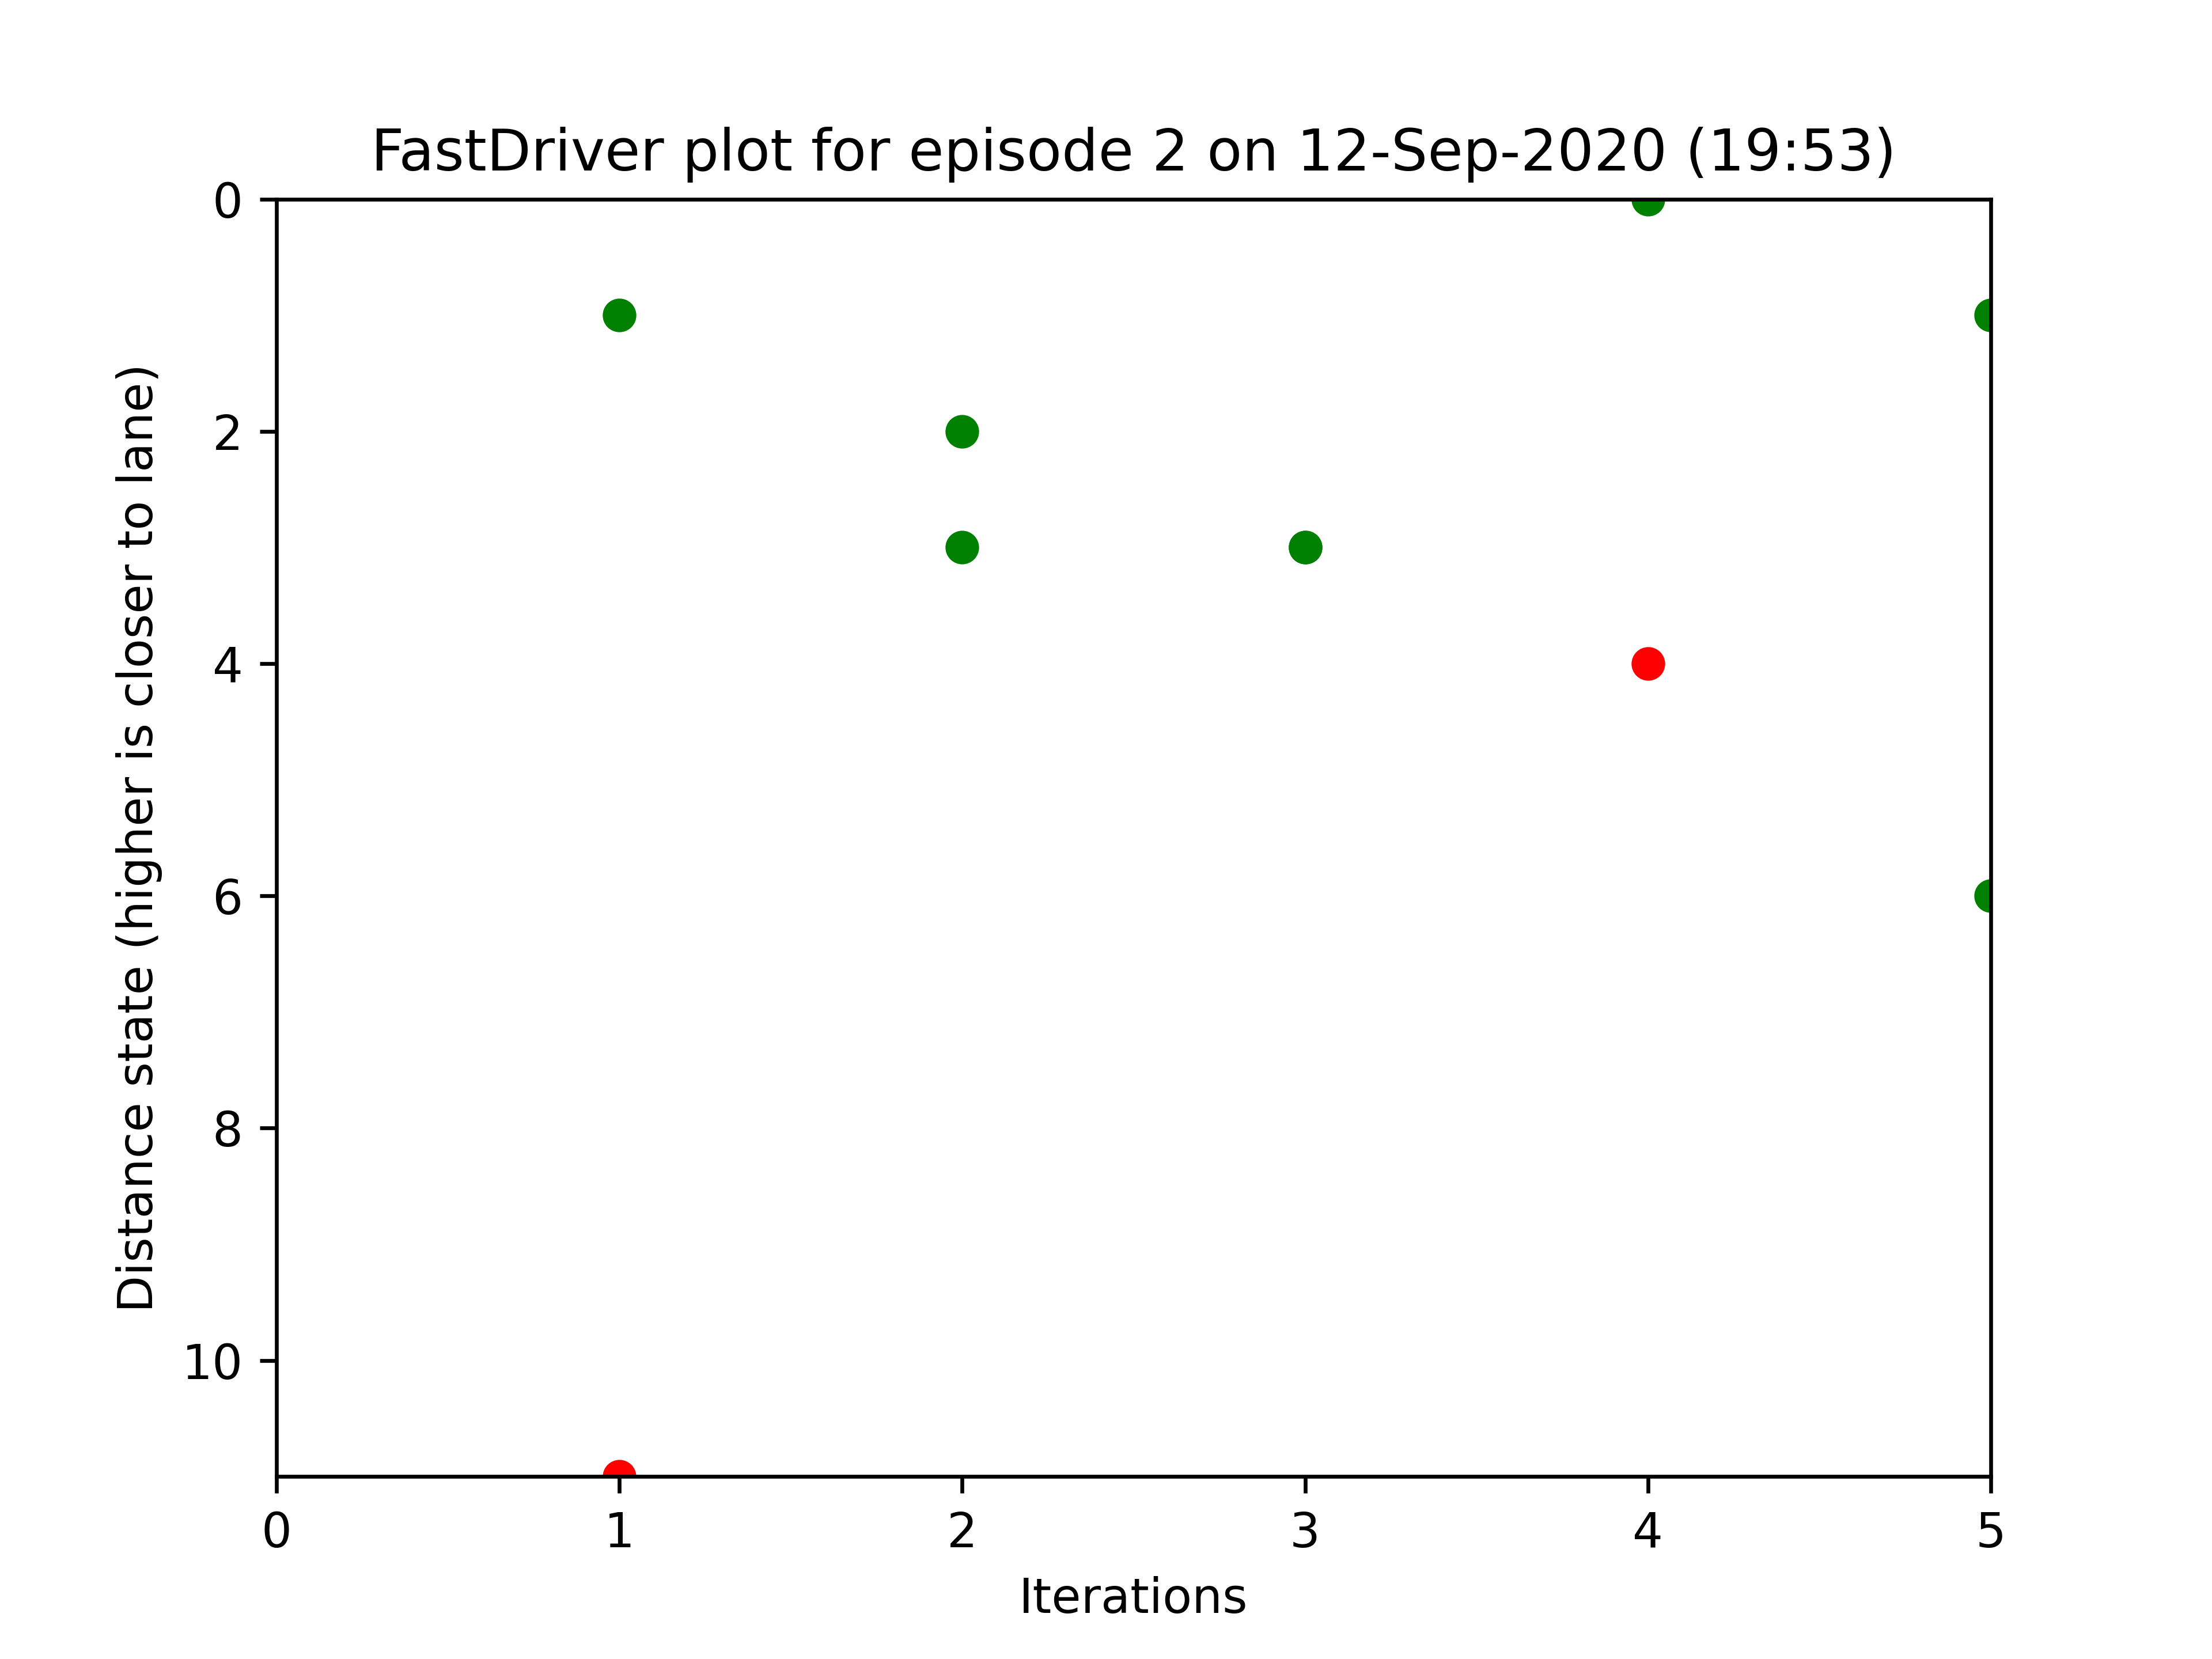 FastDriver plot for episode 2 on 12-Sep-2020 (19:53)
Distance state (higher is closer to lane)
0
2
4
6
8
10
0 1 2 3 4 5
Iterations